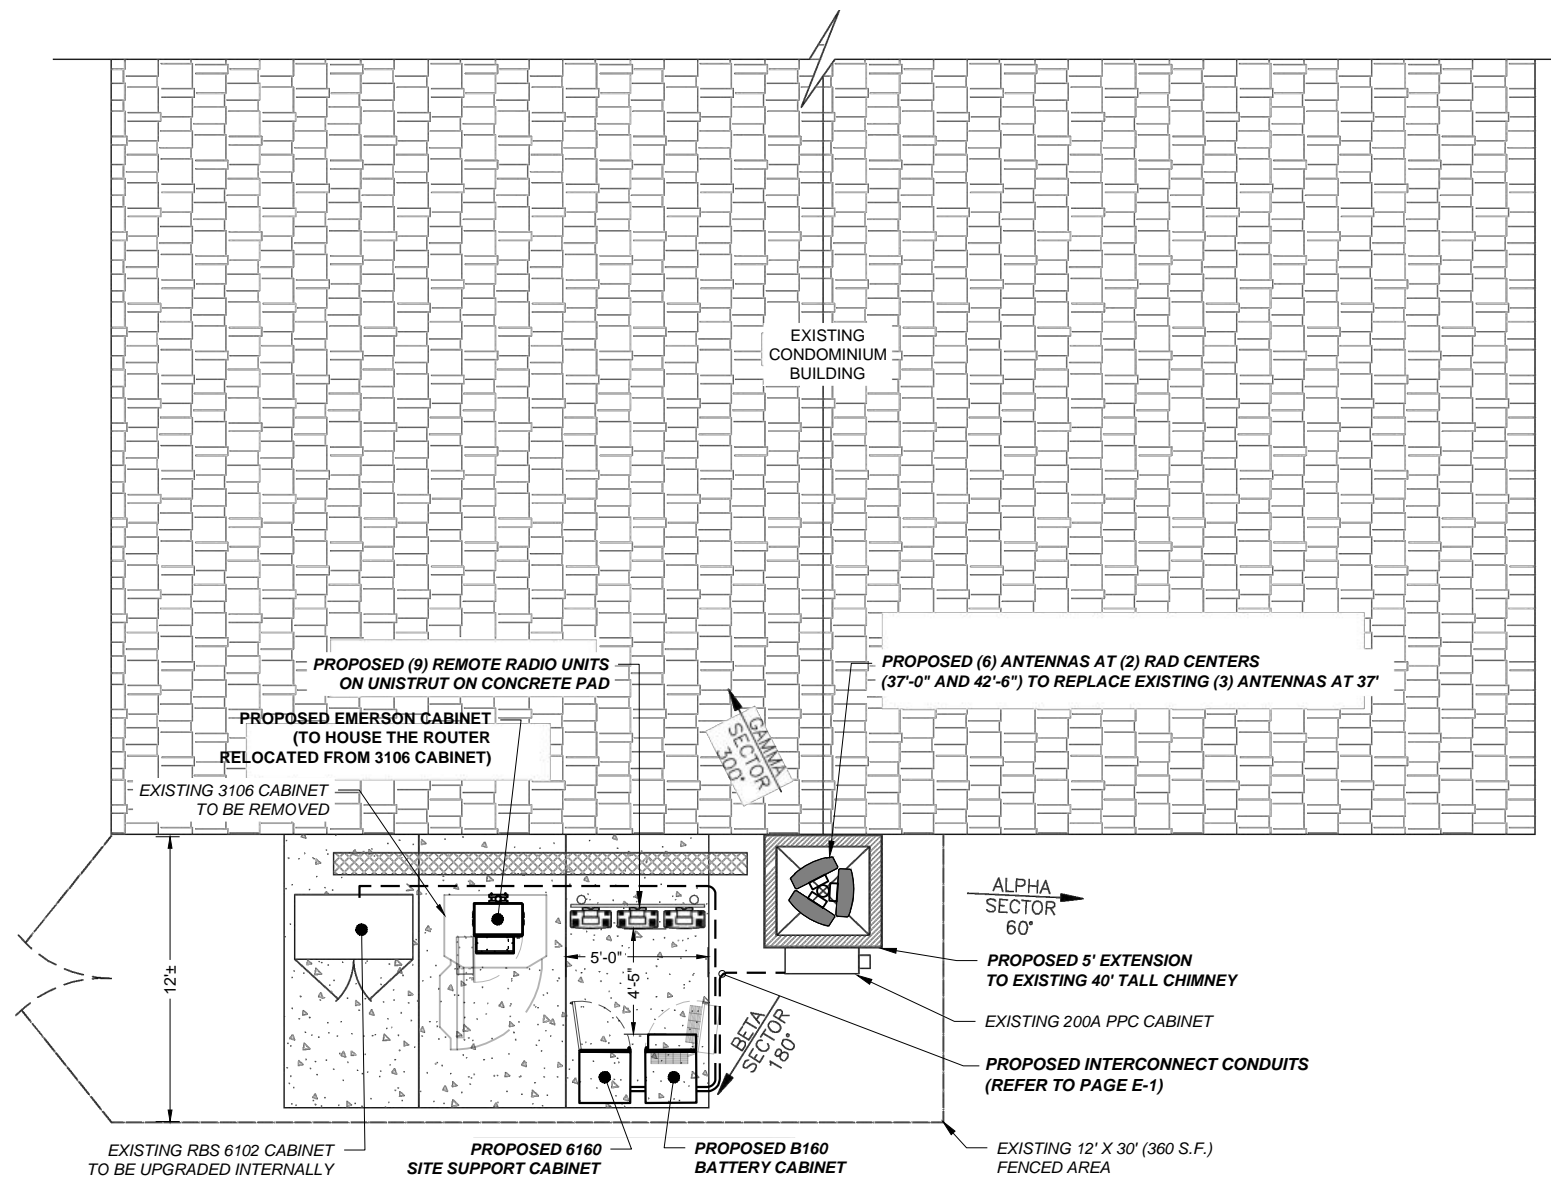 EXISTING
CONDOMINIUM
BUILDING
PROPOSED (9) REMOTE RADIO UNITS
ON UNISTRUT ON CONCRETE PAD
PROPOSED (6) ANTENNAS AT (2) RAD CENTERS
(37'-0" AND 42'-6") TO REPLACE EXISTING (3) ANTENNAS AT 37'
PROPOSED EMERSON CABINET
(TO HOUSE THE ROUTER
RELOCATED FROM 3106 CABINET)
GAMMA
SECTOR
300°
EXISTING 3106 CABINET
TO BE REMOVED
ALPHA
SECTOR
60°
12'±
5'-0"
4'-5"
PROPOSED 5' EXTENSION
TO EXISTING 40' TALL CHIMNEY
EXISTING 200A PPC CABINET
BETA
SECTOR
180°
PROPOSED INTERCONNECT CONDUITS
(REFER TO PAGE E-1)
EXISTING RBS 6102 CABINET
TO BE UPGRADED INTERNALLY
PROPOSED 6160
SITE SUPPORT CABINET
PROPOSED B160
BATTERY CABINET
EXISTING 12' X 30' (360 S.F.)
FENCED AREA